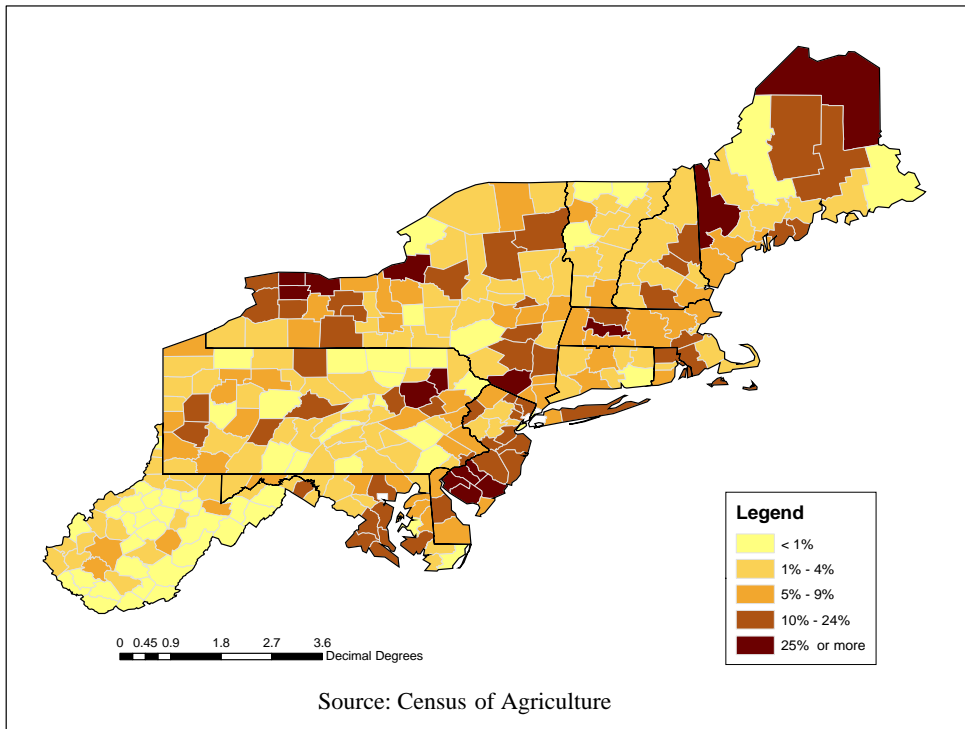 Legend
< 1%
1% - 4%
5% - 9%
10% - 24%
25% or more
0 0.45 0.9 1.8 2.7 3.6
Decimal Degrees
Source: Census of Agriculture